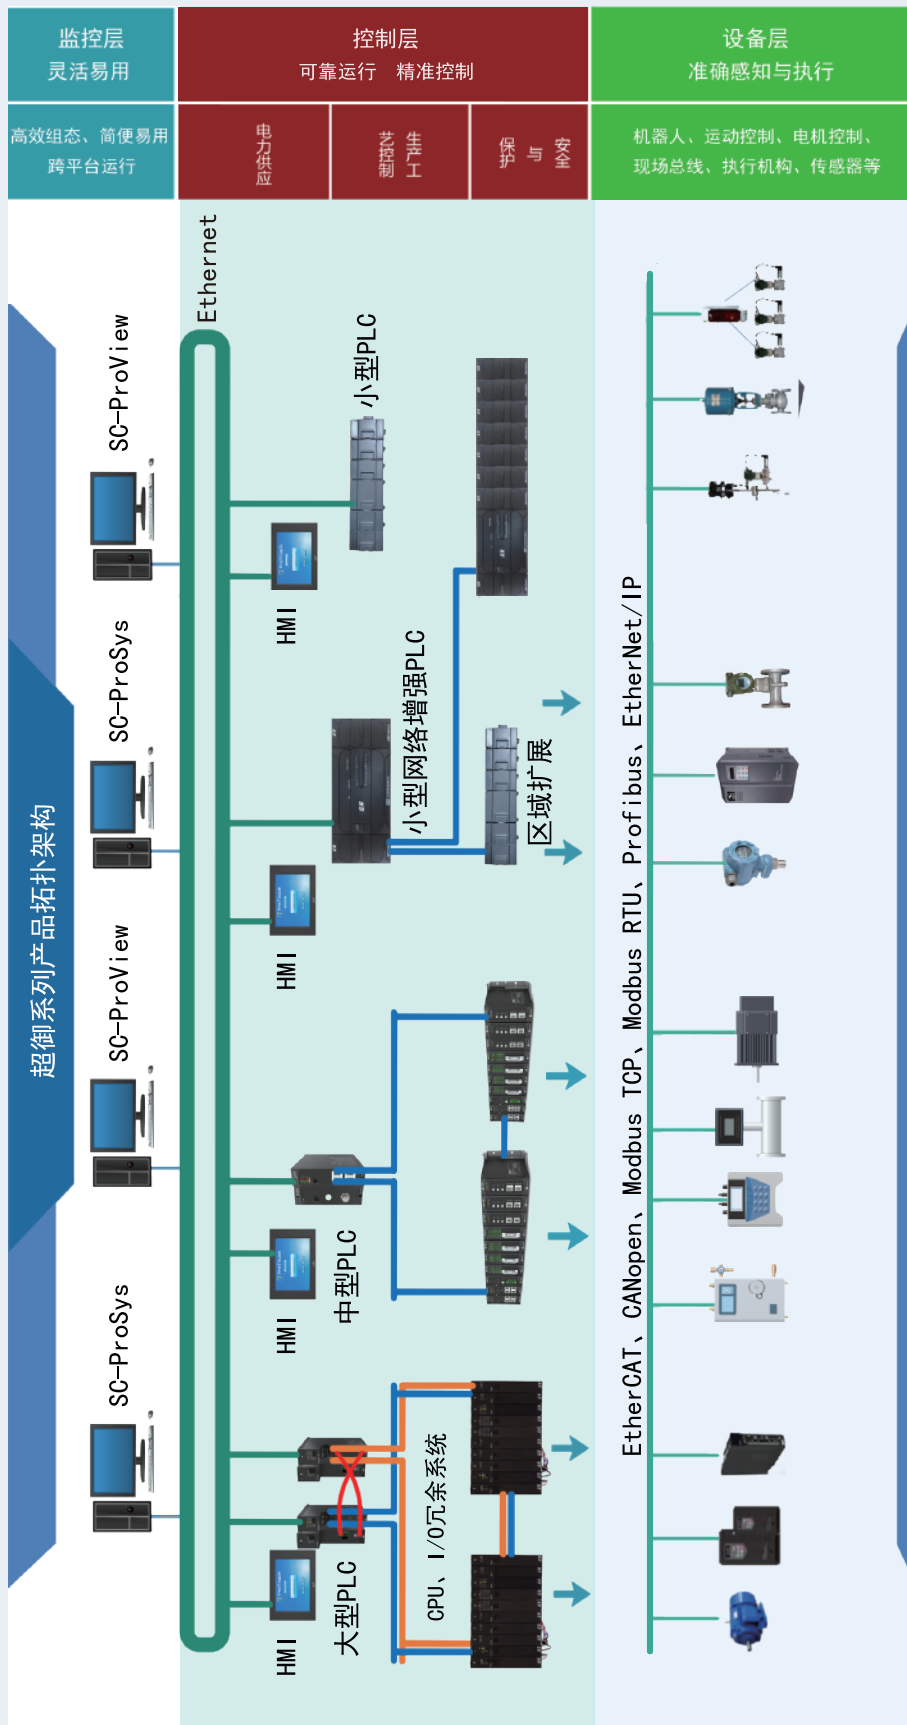 监控层
灵活易用
控制层
可靠运行 精准控制
设备层
准确感知与执行
高效组态、简便易用
跨平台运行
电力供应
生产工
艺控制
安全
与
保护
机器人、运动控制、电机控制、
现场总线、执行机构、传感器等
超御系列产品拓扑架构
Ethernet
SC-ProView
SC-ProSys
SC-ProView
SC-ProSys
小型PLC
HMI
小型网络增强PLC
区域扩展
HMI
中型PLC
HMI
大型PLC
CPU、I/O冗余系统
HMI
EtherCAT、CANopen、Modbus TCP、Modbus RTU、Profibus、EtherNet/IP